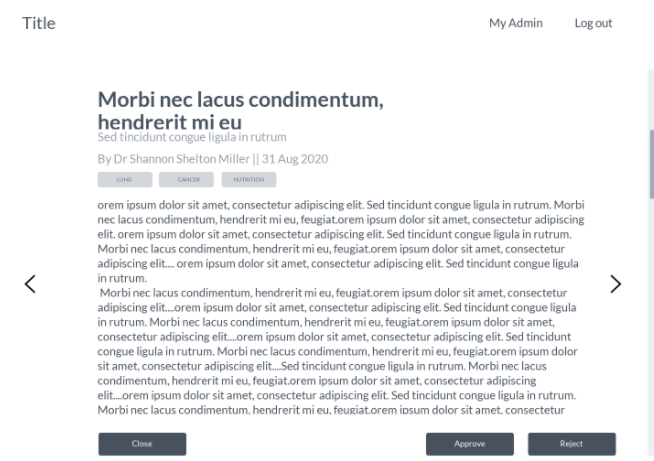 Title
My Admin
Log out
Morbi nec lacus condimentum,
hendrerit mi eu
Sed tincidunt congue ligula in rutrum
By Dr Shannon Shelton Miller || 31 Aug 2020
LUNG
CANCER
NUTRITION
orem ipsum dolor sit amet, consectetur adipiscing elit. Sed tincidunt congue ligula in rutrum. Morbi
nec lacus condimentum, hendrerit mi eu, feugiat.orem ipsum dolor sit amet, consectetur adipiscing
elit. orem ipsum dolor sit amet, consectetur adipiscing elit. Sed tincidunt congue ligula in rutrum.
Morbi nec lacus condimentum, hendrerit mi eu, feugiat.orem ipsum dolor sit amet, consectetur
adipiscing elit.... orem ipsum dolor sit amet, consectetur adipiscing elit. Sed tincidunt congue ligula
in rutrum.
Morbi nec lacus condimentum, hendrerit mi eu, feugiat.orem ipsum dolor sit amet, consectetur
adipiscing elit....orem ipsum dolor sit amet, consectetur adipiscing elit. Sed tincidunt congue ligula
in rutrum. Morbi nec lacus condimentum, hendrerit mi eu, feugiat.orem ipsum dolor sit amet,
consectetur adipiscing elit....orem ipsum dolor sit amet, consectetur adipiscing elit. Sed tincidunt
congue ligula in rutrum. Morbi nec lacus condimentum, hendrerit mi eu, feugiat.orem ipsum dolor
sit amet, consectetur adipiscing elit....Sed tincidunt congue ligula in rutrum. Morbi nec lacus
condimentum, hendrerit mi eu, feugiat.orem ipsum dolor sit amet, consectetur adipiscing
elit....orem ipsum dolor sit amet, consectetur adipiscing elit. Sed tincidunt congue ligula in rutrum.
Morbi nec lacus condimentum, hendrerit mi eu, feugiat.orem ipsum dolor sit amet, consectetur
Close
Approve
Reject